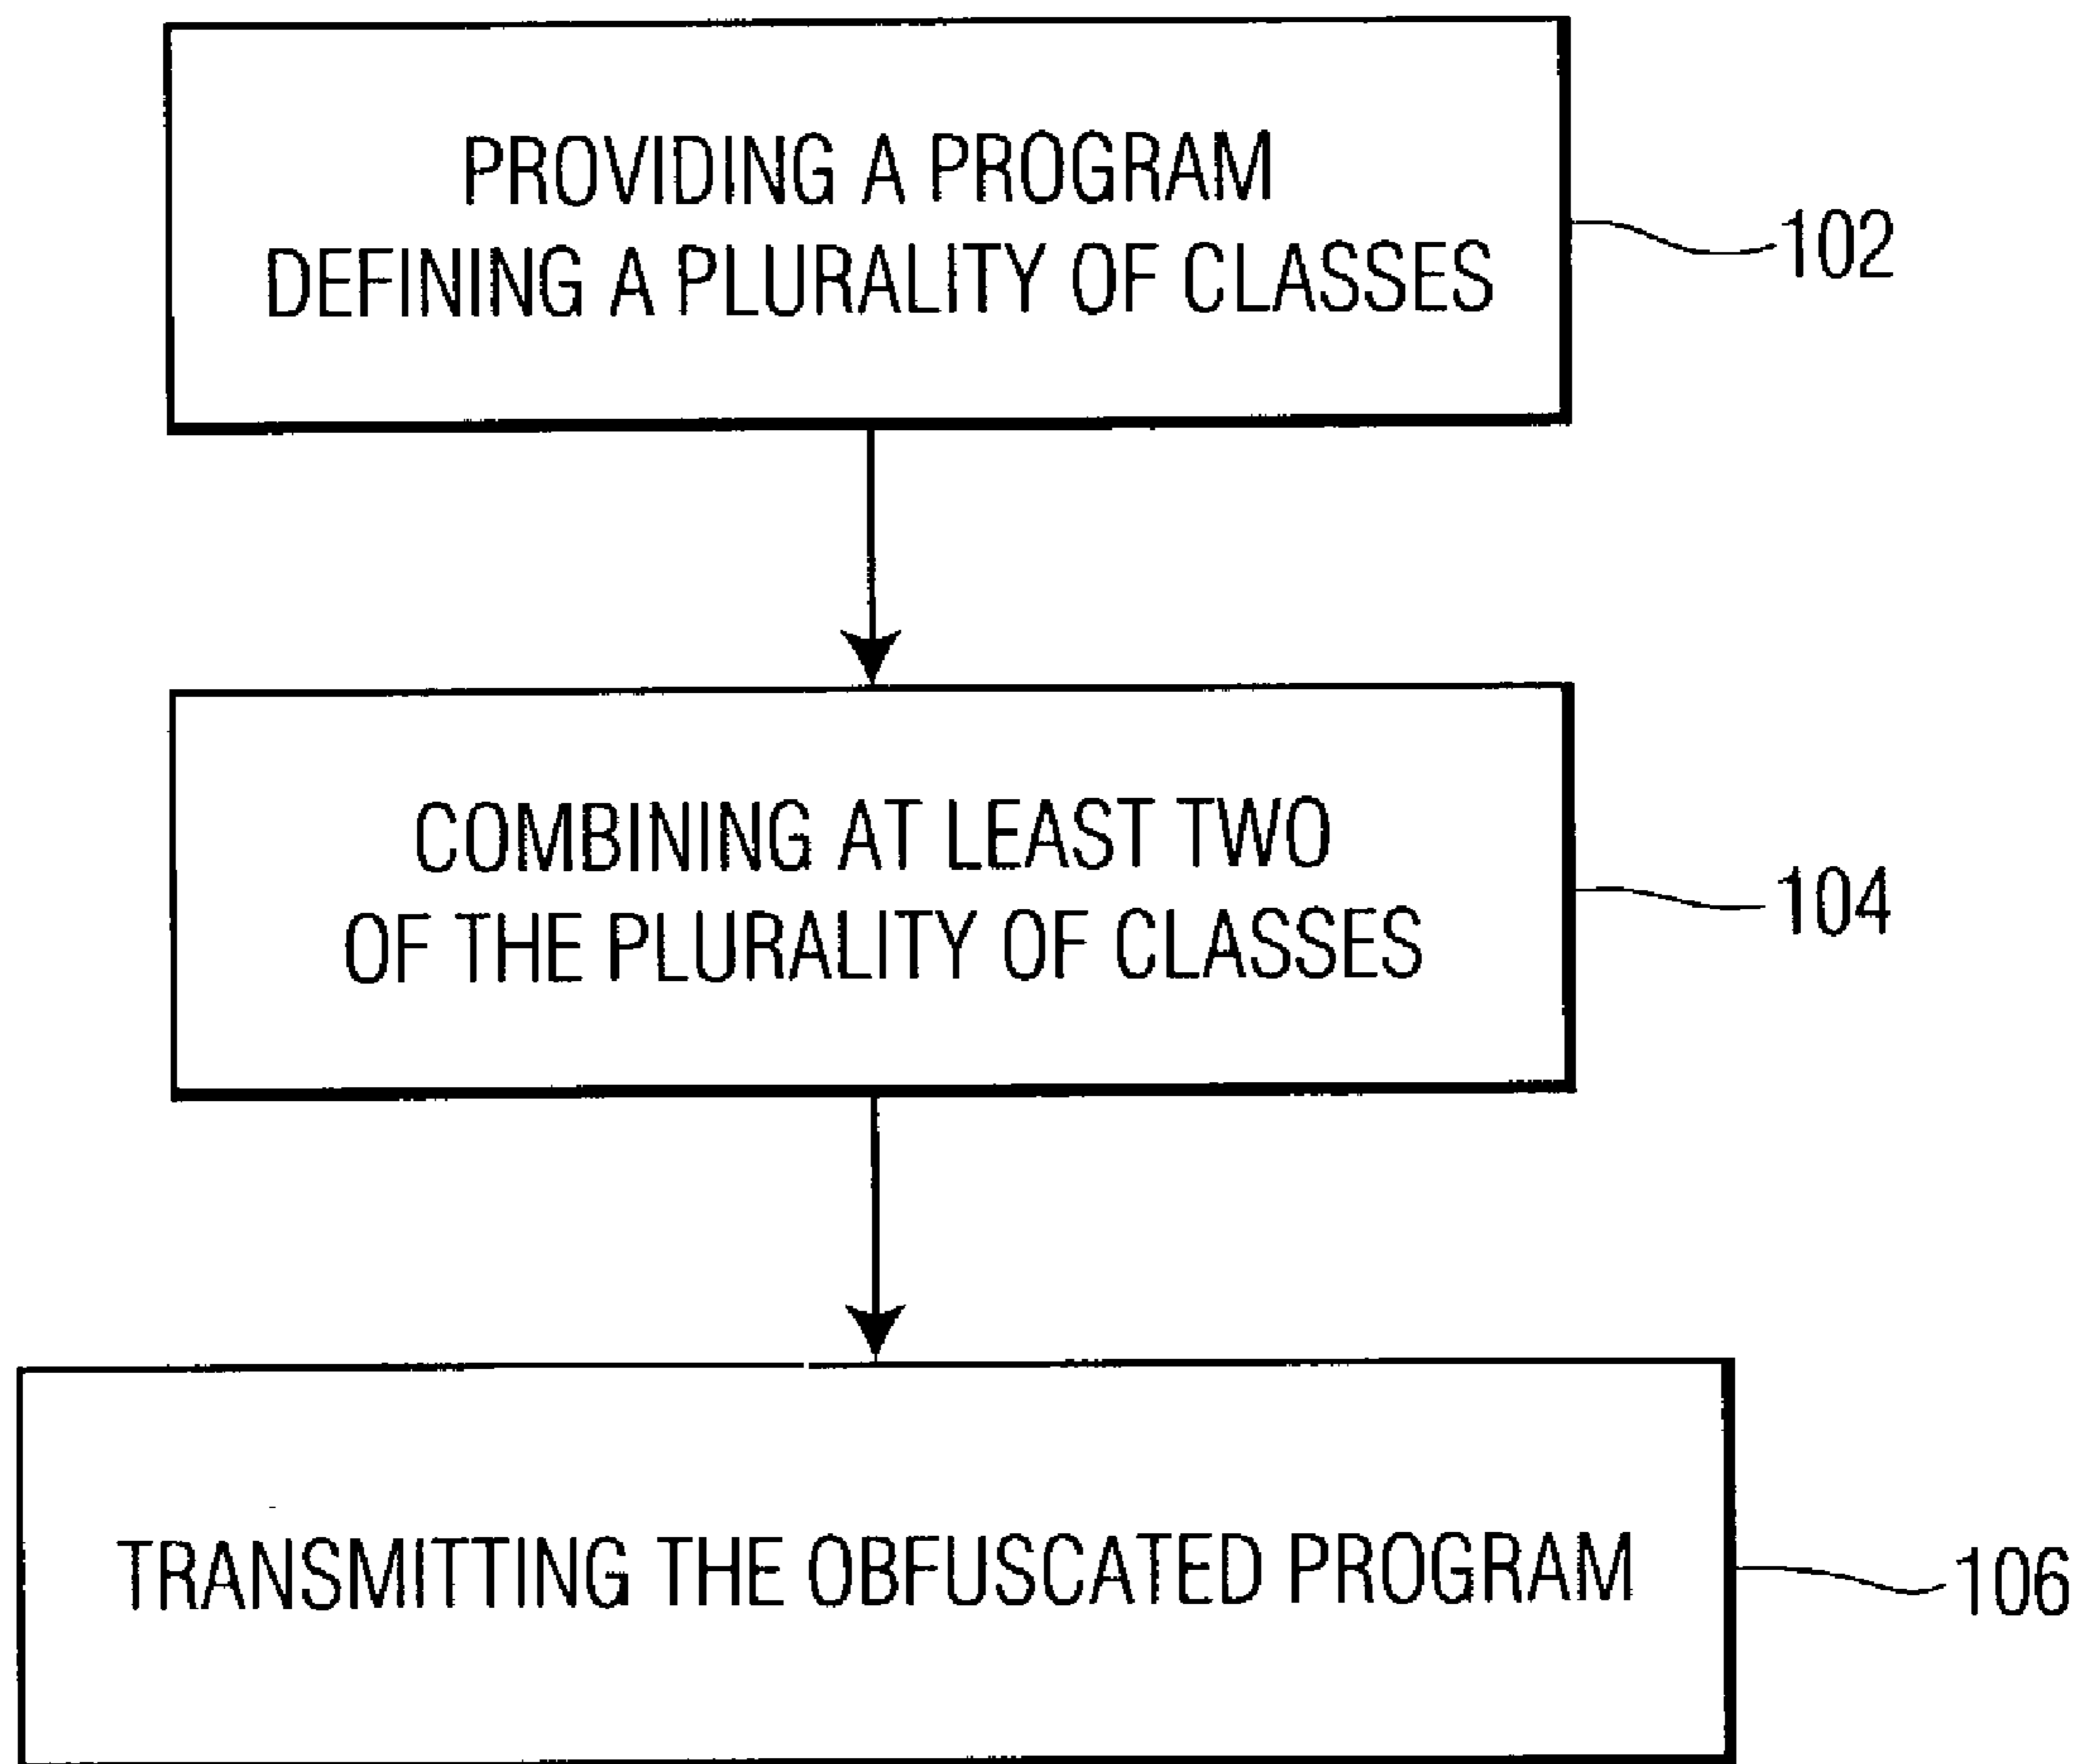 PROVIDING A PROGRAM
DEFINING A PLURALITY OF CLASSES
102
COMBINING AT LEAST TWO
OF THE PLURALITY OF CLASSES
104
TRANSMITTING THE OBFUSCATED PROGRAM
106